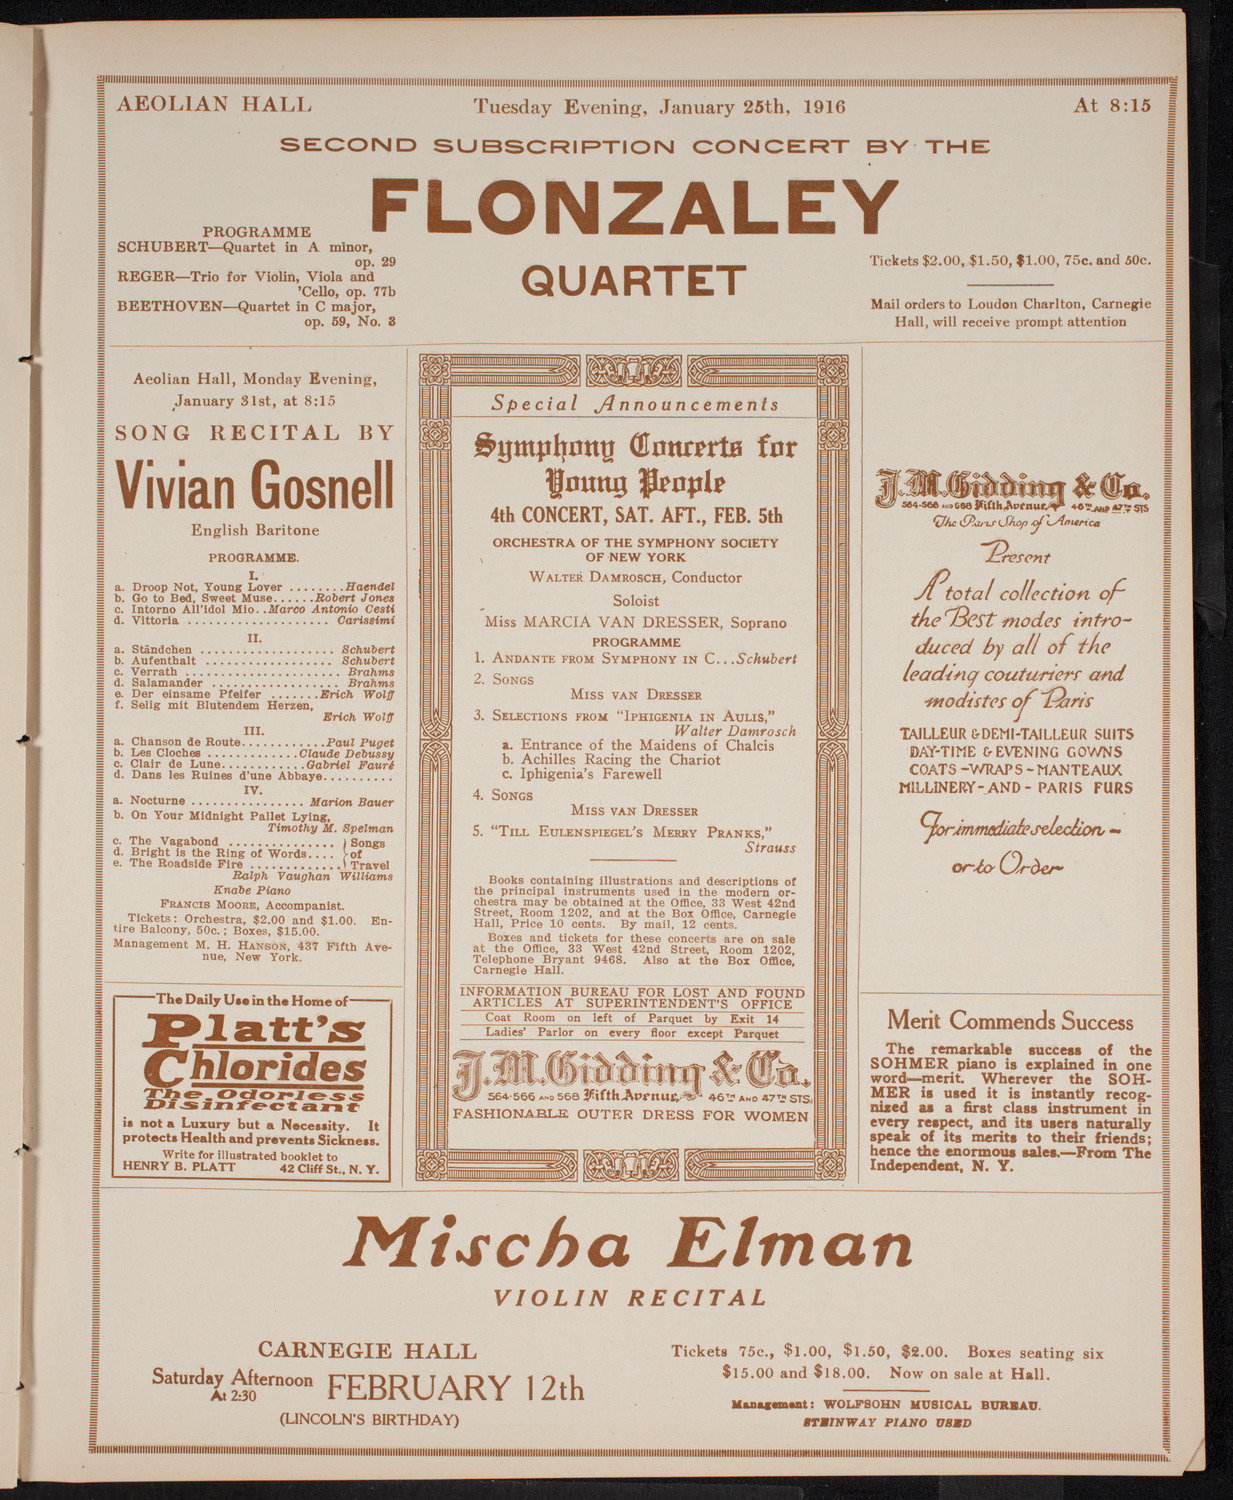 AEOLIAN HALL Tuesday Evening, January 25th, 1916 At 8:15
SECOND SUBSCRIPTION CONCERT BY THE
FLONZALEY
QUARTET
PROGRAMME
SCHUBERT—Quartet in A minor,
op. 29
REGER—Trio for Violin, Viola and
'Cello, op. 77b
BEETHOVEN—Quartet in C major,
op. 59, No. 3
Tickets $2.00, $1.50, $1.00, 75c. and 50c.
Mail orders to Loudon Charlton, Carnegie
Hall, will receive prompt attention
Aeolian Hall, Monday Evening,
January 31st, at 8:15
SONG RECITAL BY
Vivian Gosnell
English Baritone
PROGRAMME.
I.
a. Droop Not, Young Lover ........Haendel
b. Go to Bed, Sweet Muse......Robert Jones
c. Intorno All'idol Mio..Marco Antonio Cesti
d. Vittoria ................... Carissimi
II.
a. Ständchen ................. Schubert
b. Aufenthalt ................ Schubert
c. Verrath .................... Brahms
d. Salamander ................ Brahms
e. Der einsame Pfeifer .......Erich Wolff
f. Selig mit Blutendem Herzen,
Erich Wolff
III.
a. Chanson de Route...........Paul Puget
b. Les Cloches ............Claude Debussy
c. Clair de Lune...........Gabriel Fauré
d. Dans les Ruines d'une Abbaye..........
IV.
a. Nocturne ............... Marion Bauer
b. On Your Midnight Pallet Lying,
Timothy M. Spelman
c. The Vagabond .............. ) Songs
d. Bright is the Ring of Words.... { of
e. The Roadside Fire ............. ) Travel
Ralph Vaughan Williams
Knabe Piano
FRANCIS MOORE, Accompanist.
Tickets: Orchestra, $2.00 and $1.00. En-
tire Balcony, 50c.; Boxes, $15.00.
Management M. H. HANSON, 437 Fifth Ave-
nue, New York.
The Daily Use in the Home of
Platt's
Chlorides
The Odorless
Disinfectant
is not a Luxury but a Necessity. It
protects Health and prevents Sickness.
Write for illustrated booklet to
HENRY B. PLATT 42 Cliff St., N. Y.
Special Announcements
Symphony Concerts for
Young People
4th CONCERT, SAT. AFT., FEB. 5th
ORCHESTRA OF THE SYMPHONY SOCIETY
OF NEW YORK
WALTER DAMROSCH, Conductor
Soloist
Miss MARCIA VAN DRESSER, Soprano
PROGRAMME
1. ANDANTE FROM SYMPHONY IN C...Schubert
2. SONGS
MISS VAN DRESSER
3. SELECTIONS FROM "IPHIGENIA IN AULIS,"
Walter Damrosch
a. Entrance of the Maidens of Chalcis
b. Achilles Racing the Chariot
c. Iphigenia's Farewell
4. SONGS
MISS VAN DRESSER
5. "TILL EULENSPIEGEL'S MERRY PRANKS,"
Strauss
Books containing illustrations and descriptions of
the principal instruments used in the modern or-
chestra may be obtained at the Office, 33 West 42nd
Street, Room 1202, and at the Box Office, Carnegie
Hall, Price 10 cents. By mail, 12 cents.
Boxes and tickets for these concerts are on sale
at the Office, 33 West 42nd Street, Room 1202,
Telephone Bryant 9468. Also at the Box Office,
Carnegie Hall.
INFORMATION BUREAU FOR LOST AND FOUND
ARTICLES AT SUPERINTENDENT'S OFFICE
Coat Room on left of Parquet by Exit 14
Ladies' Parlor on every floor except Parquet
J.M. Gidding & Co.
564-566 AND 568 Fifth Avenue, 46TH AND 47TH STS.
FASHIONABLE OUTER DRESS FOR WOMEN
J.M. Gidding & Co.
564-566 AND 568 Fifth Avenue, 46TH AND 47TH STS
The Paris Shop of America
Present
A total collection of
the Best modes intro-
duced by all of the
leading couturiers and
modistes of Paris
TAILLEUR & DEMI-TAILLEUR SUITS
DAY-TIME & EVENING GOWNS
COATS - WRAPS - MANTEAUX
MILLINERY - AND - PARIS FURS
For immediate selection -
or to Order
Merit Commends Success
The remarkable success of the
SOHMER piano is explained in one
word—merit. Wherever the SOH-
MER is used it is instantly recog-
nized as a first class instrument in
every respect, and its users naturally
speak of its merits to their friends;
hence the enormous sales.—From The
Independent, N. Y.
Mischa Elman
VIOLIN RECITAL
CARNEGIE HALL
Saturday Afternoon
At 2:30 FEBRUARY 12th
(LINCOLN'S BIRTHDAY)
Tickets 75c., $1.00, $1.50, $2.00. Boxes seating six
$15.00 and $18.00. Now on sale at Hall.
Management: WOLFSOHN MUSICAL BUREAU.
STEINWAY PIANO USED